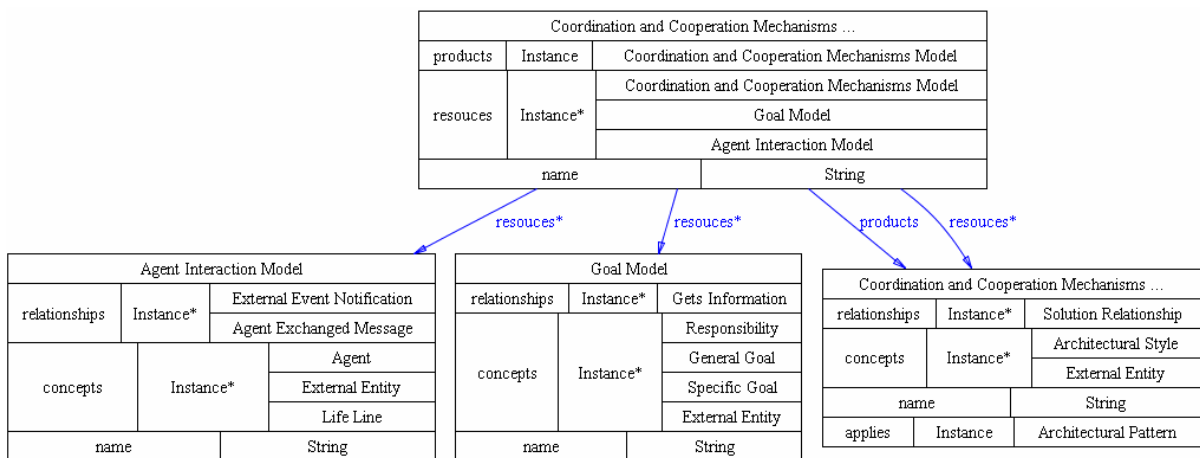 Coordination and Cooperation Mechanisms ...
products Instance Coordination and Cooperation Mechanisms Model
resouces Instance* Coordination and Cooperation Mechanisms Model
Goal Model
Agent Interaction Model
name String
resouces* resouces* products resouces*
Agent Interaction Model
relationships Instance* External Event Notification
Agent Exchanged Message
concepts Instance* Agent
External Entity
Life Line
name String
Goal Model
relationships Instance* Gets Information
concepts Instance* Responsibility
General Goal
Specific Goal
External Entity
name String
Coordination and Cooperation Mechanisms ...
relationships Instance* Solution Relationship
concepts Instance* Architectural Style
External Entity
name String
applies Instance Architectural Pattern